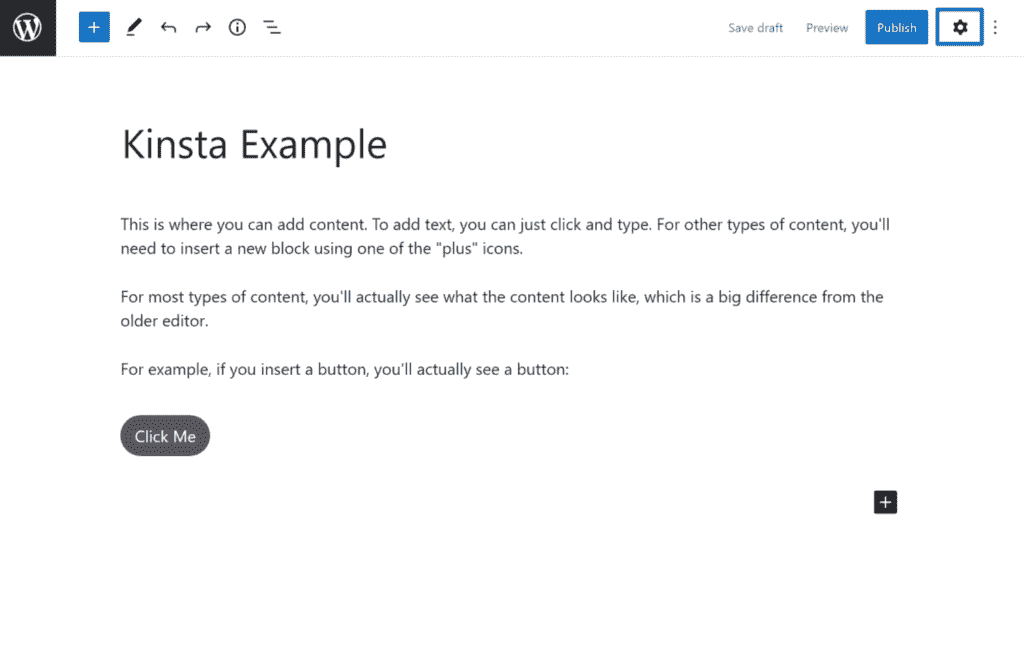 Save draft Preview Publish
Kinsta Example
This is where you can add content. To add text, you can just click and type. For other types of content, you'll
need to insert a new block using one of the "plus" icons.
For most types of content, you'll actually see what the content looks like, which is a big difference from the
older editor.
For example, if you insert a button, you'll actually see a button:
Click Me